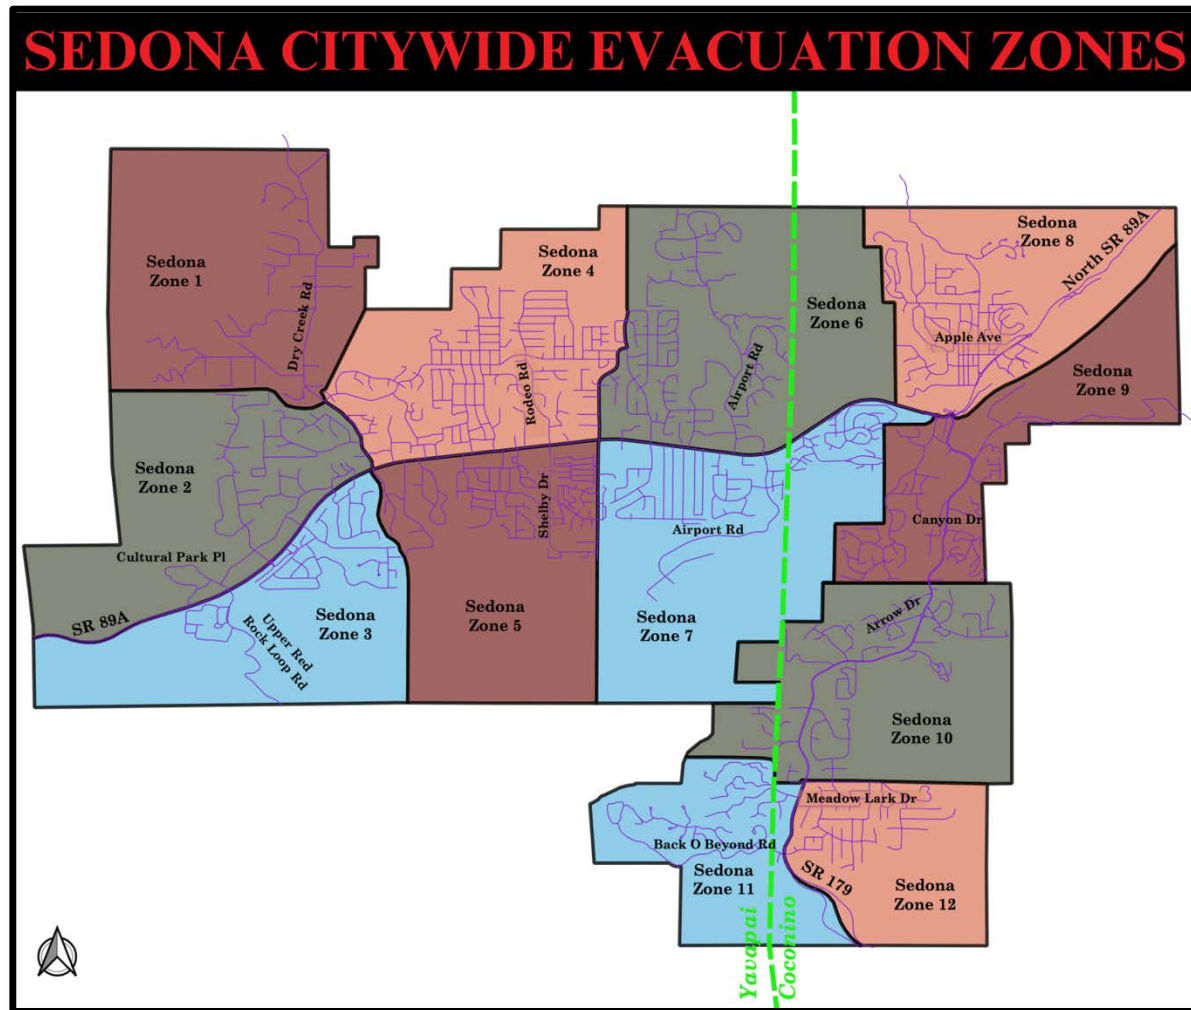 SEDONA CITYWIDE EVACUATION ZONES
Sedona
Zone 1
Dry Creek Rd
Sedona
Zone 4
Rodeo Rd
Sedona
Zone 6
Airport Rd
Sedona
Zone 8
North SR 89A
Apple Ave
Sedona
Zone 9
Sedona
Zone 2
Cultural Park Pl
SR 89A
Upper Red
Rock Loop Rd
Sedona
Zone 3
Shelby Dr
Sedona
Zone 5
Airport Rd
Sedona
Zone 7
Canyon Dr
Arrow Dr
Sedona
Zone 10
Meadow Lark Dr
Back O Beyond Rd
Sedona
Zone 11
SR 179
Sedona
Zone 12
Yavapai
Coconino